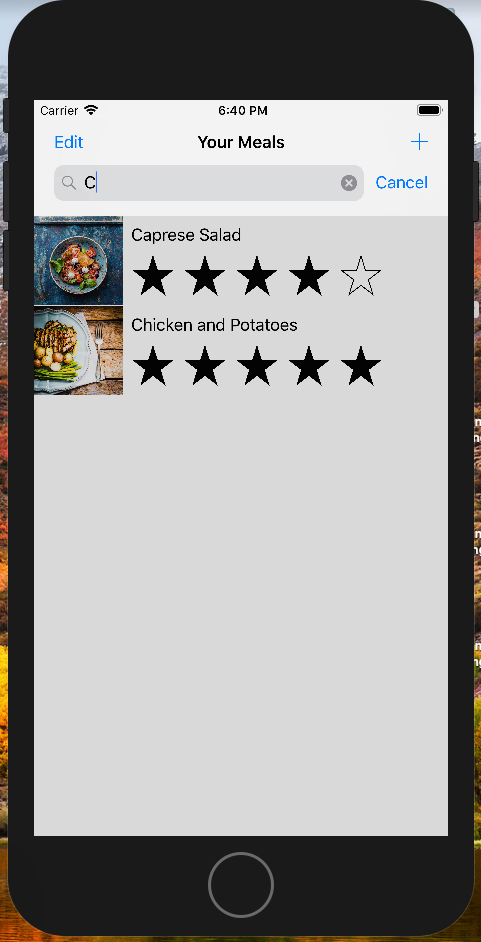 Carrier 6:40 PM
Edit Your Meals
C Cancel
Caprese Salad
Chicken and Potatoes